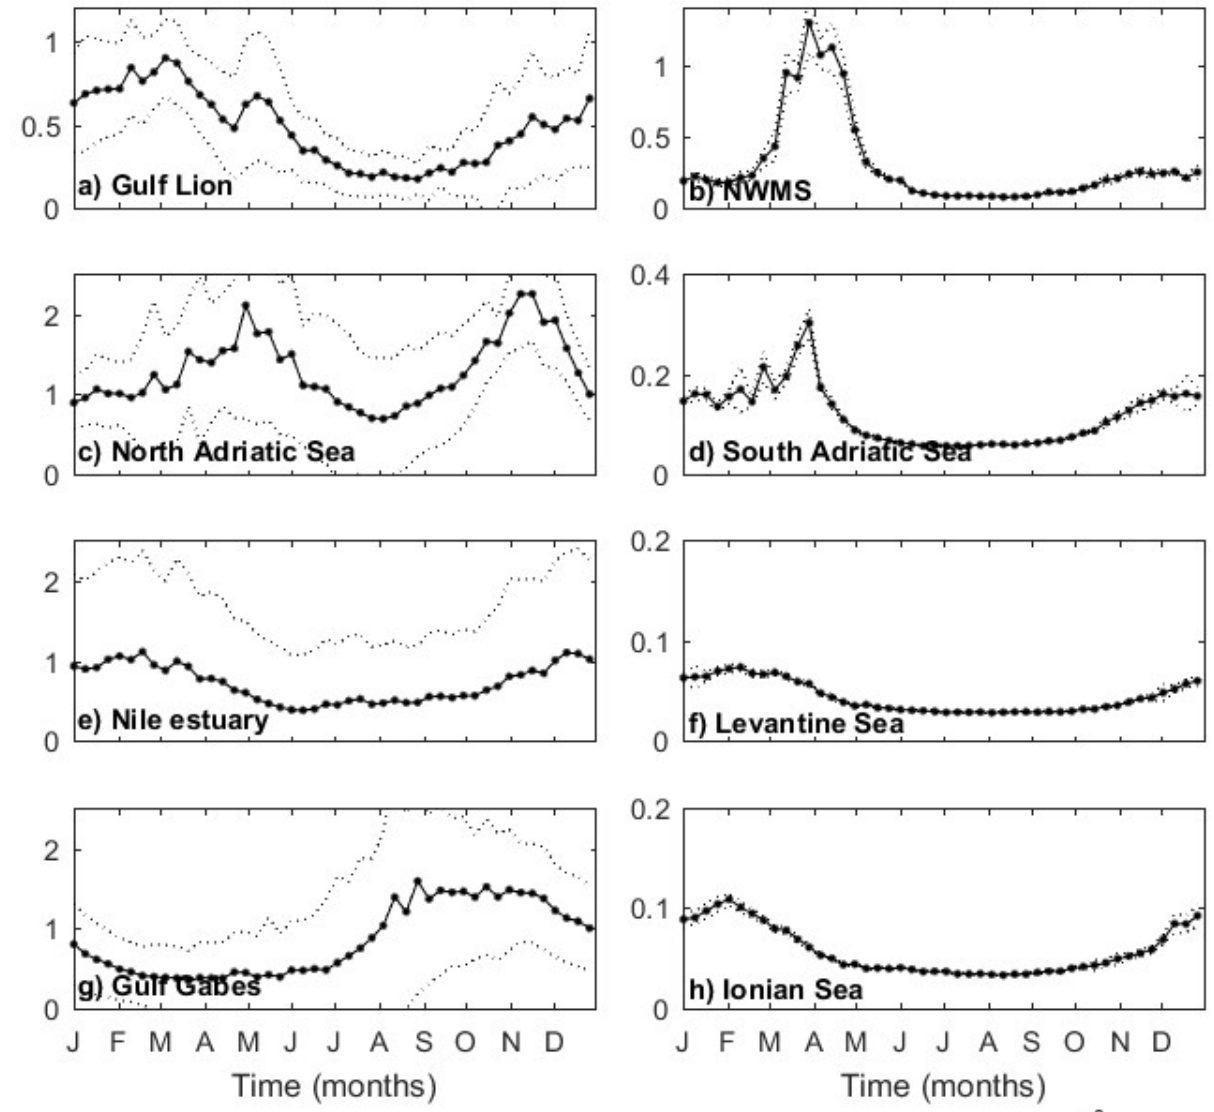 1
0.5
0
a) Gulf Lion
1
0.5
0
b) NWMS
2
1
0
c) North Adriatic Sea
0.4
0.2
0
d) South Adriatic Sea
2
1
0
e) Nile estuary
0.2
0.1
0
f) Levantine Sea
2
1
0
g) Gulf Gabes
J F M A M J J A S O N D
Time (months)
0.2
0.1
0
h) Ionian Sea
J F M A M J J A S O N D
Time (months)